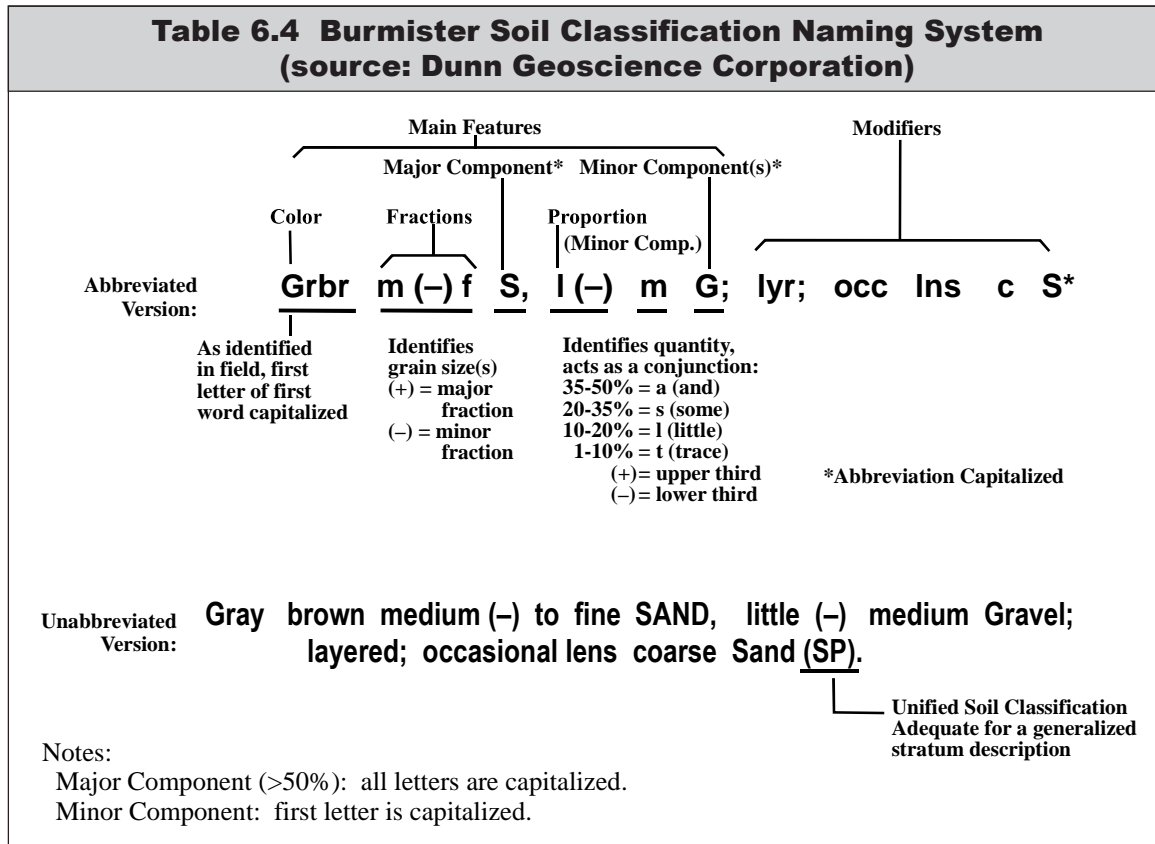 Table 6.4 Burmister Soil Classification Naming System
(source: Dunn Geoscience Corporation)
Main Features
Modifiers
Major Component*
Minor Component(s)*
Color
Fractions
Proportion
(Minor Comp.)
Abbreviated
Version:
Grbr m (–) f S, l (–) m G; lyr; occ lns c S*
As identified
in field, first
letter of first
word capitalized
Identifies
grain size(s)
(+) = major
fraction
(–) = minor
fraction
Identifies quantity,
acts as a conjunction:
35-50% = a (and)
20-35% = s (some)
10-20% = l (little)
1-10% = t (trace)
(+)= upper third
(–)= lower third
*Abbreviation Capitalized
Unabbreviated
Version:
Gray brown medium (–) to fine SAND, little (–) medium Gravel;
layered; occasional lens coarse Sand (SP).
Unified Soil Classification
Adequate for a generalized
stratum description
Notes:
Major Component (>50%): all letters are capitalized.
Minor Component: first letter is capitalized.